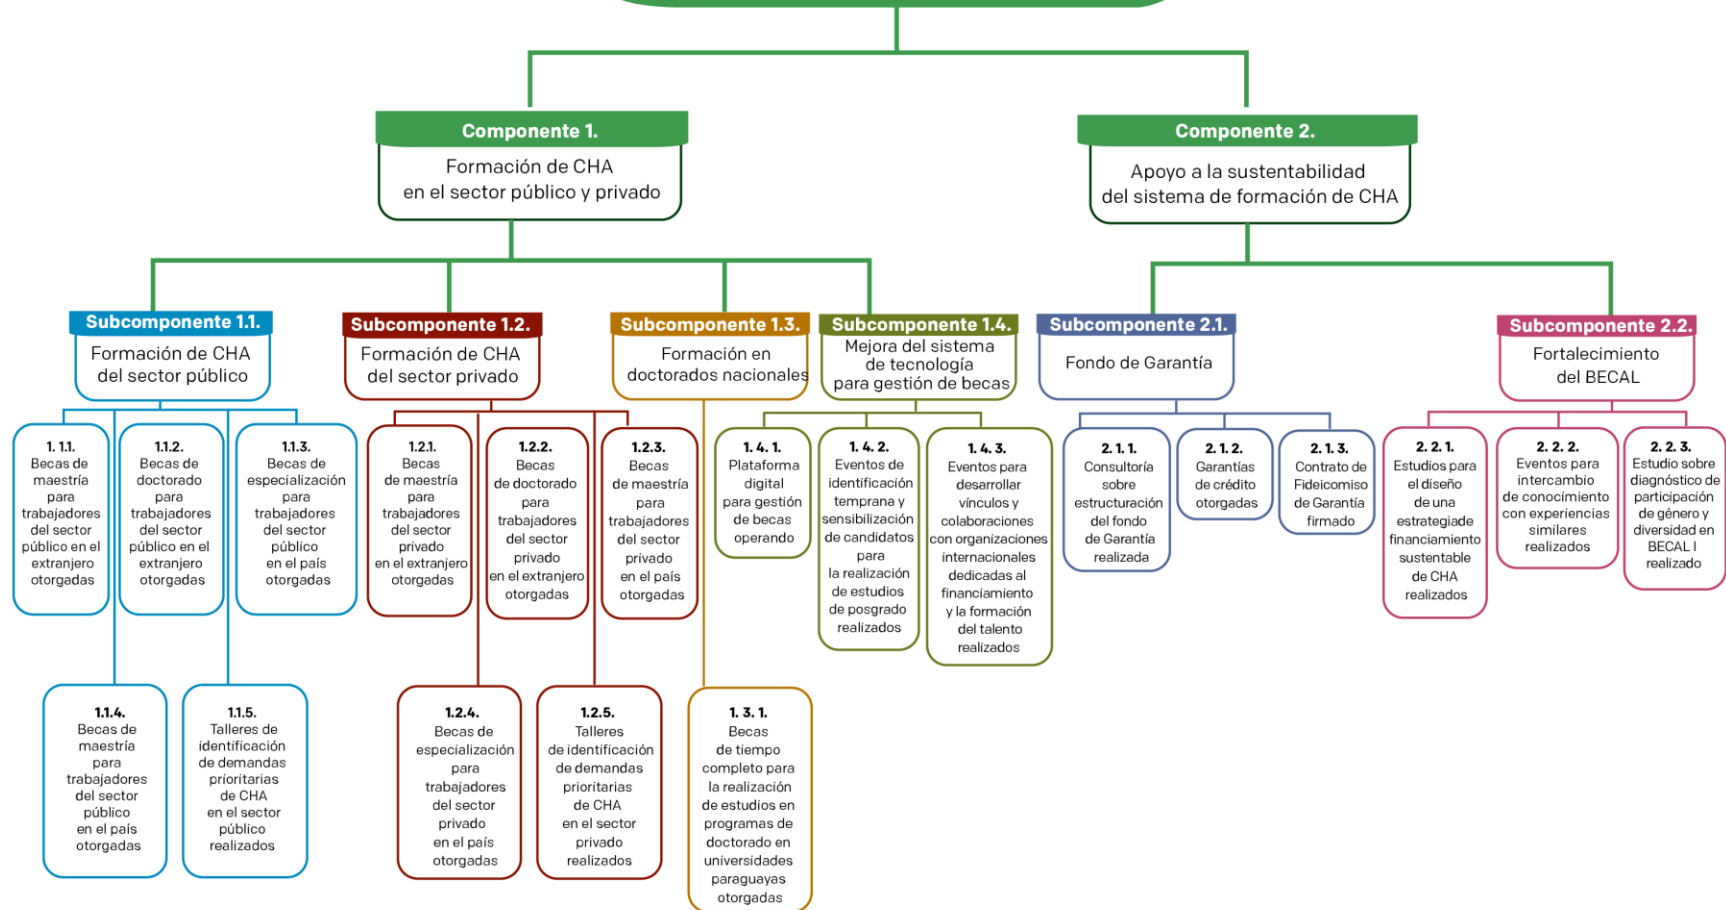 Componente 1.
Formación de CHA
en el sector público y privado
Componente 2.
Apoyo a la sustentabilidad
del sistema de formación de CHA
Subcomponente 1.1.
Formación de CHA
del sector público
Subcomponente 1.2.
Formación de CHA
del sector privado
Subcomponente 1.3.
Formación en
doctorados nacionales
Subcomponente 1.4.
Mejora del sistema
de tecnología
para gestión de becas
Subcomponente 2.1.
Fondo de Garantía
Subcomponente 2.2.
Fortalecimiento
del BECAL
1. 1.1.
Becas de
maestría
para
trabajadores
del sector
público en el
extranjero
otorgadas
1.1.2.
Becas de
doctorado
para
trabajadores
del sector
público en el
extranjero
otorgadas
1.1.3.
Becas de
especialización
para
trabajadores
del sector
público
en el país
otorgadas
1.2.1.
Becas
de maestría
para
trabajadores
del sector
privado
en el extranjero
otorgadas
1.2.2.
Becas
de doctorado
para
trabajadores
del sector
privado
en el extranjero
otorgadas
1.2.3.
Becas
de maestría
para
trabajadores
del sector
privado
en el país
otorgadas
1. 4. 1.
Plataforma
digital
para gestión
de becas
operando
1. 4. 2.
Eventos de
identificación
temprana y
sensibilización
de candidatos
para
la realización
de estudios
de posgrado
realizados
1. 4. 3.
Eventos para
desarrollar
vínculos y
colaboraciones
con organizaciones
internacionales
dedicadas al
financiamiento
y la formación
del talento
realizados
2. 1. 1.
Consultoría
sobre
estructuración
del fondo
de Garantía
realizada
2. 1. 2.
Garantías
de crédito
otorgadas
2. 1. 3.
Contrato de
Fideicomiso
de Garantía
firmado
2. 2. 1.
Estudios para
el diseño
de una
estrategiade
financiamiento
sustentable
de CHA
realizados
2. 2. 2.
Eventos para
intercambio
de conocimiento
con experiencias
similares
realizados
2. 2. 3.
Estudio sobre
diagnóstico de
participación
de género y
diversidad en
BECAL I
realizado
1.1.4.
Becas de
maestría
para
trabajadores
del sector
público
en el país
otorgadas
1.1.5.
Talleres de
identificación
de demandas
prioritarias
de CHA
en el sector
público
realizados
1.2.4.
Becas de
especialización
para
trabajadores
del sector
privado
en el país
otorgadas
1.2.5.
Talleres
de identificación
de demandas
prioritarias
de CHA
en el sector
privado
realizados
1. 3. 1.
Becas
de tiempo
completo para
la realización
de estudios en
programas de
doctorado en
universidades
paraguayas
otorgadas